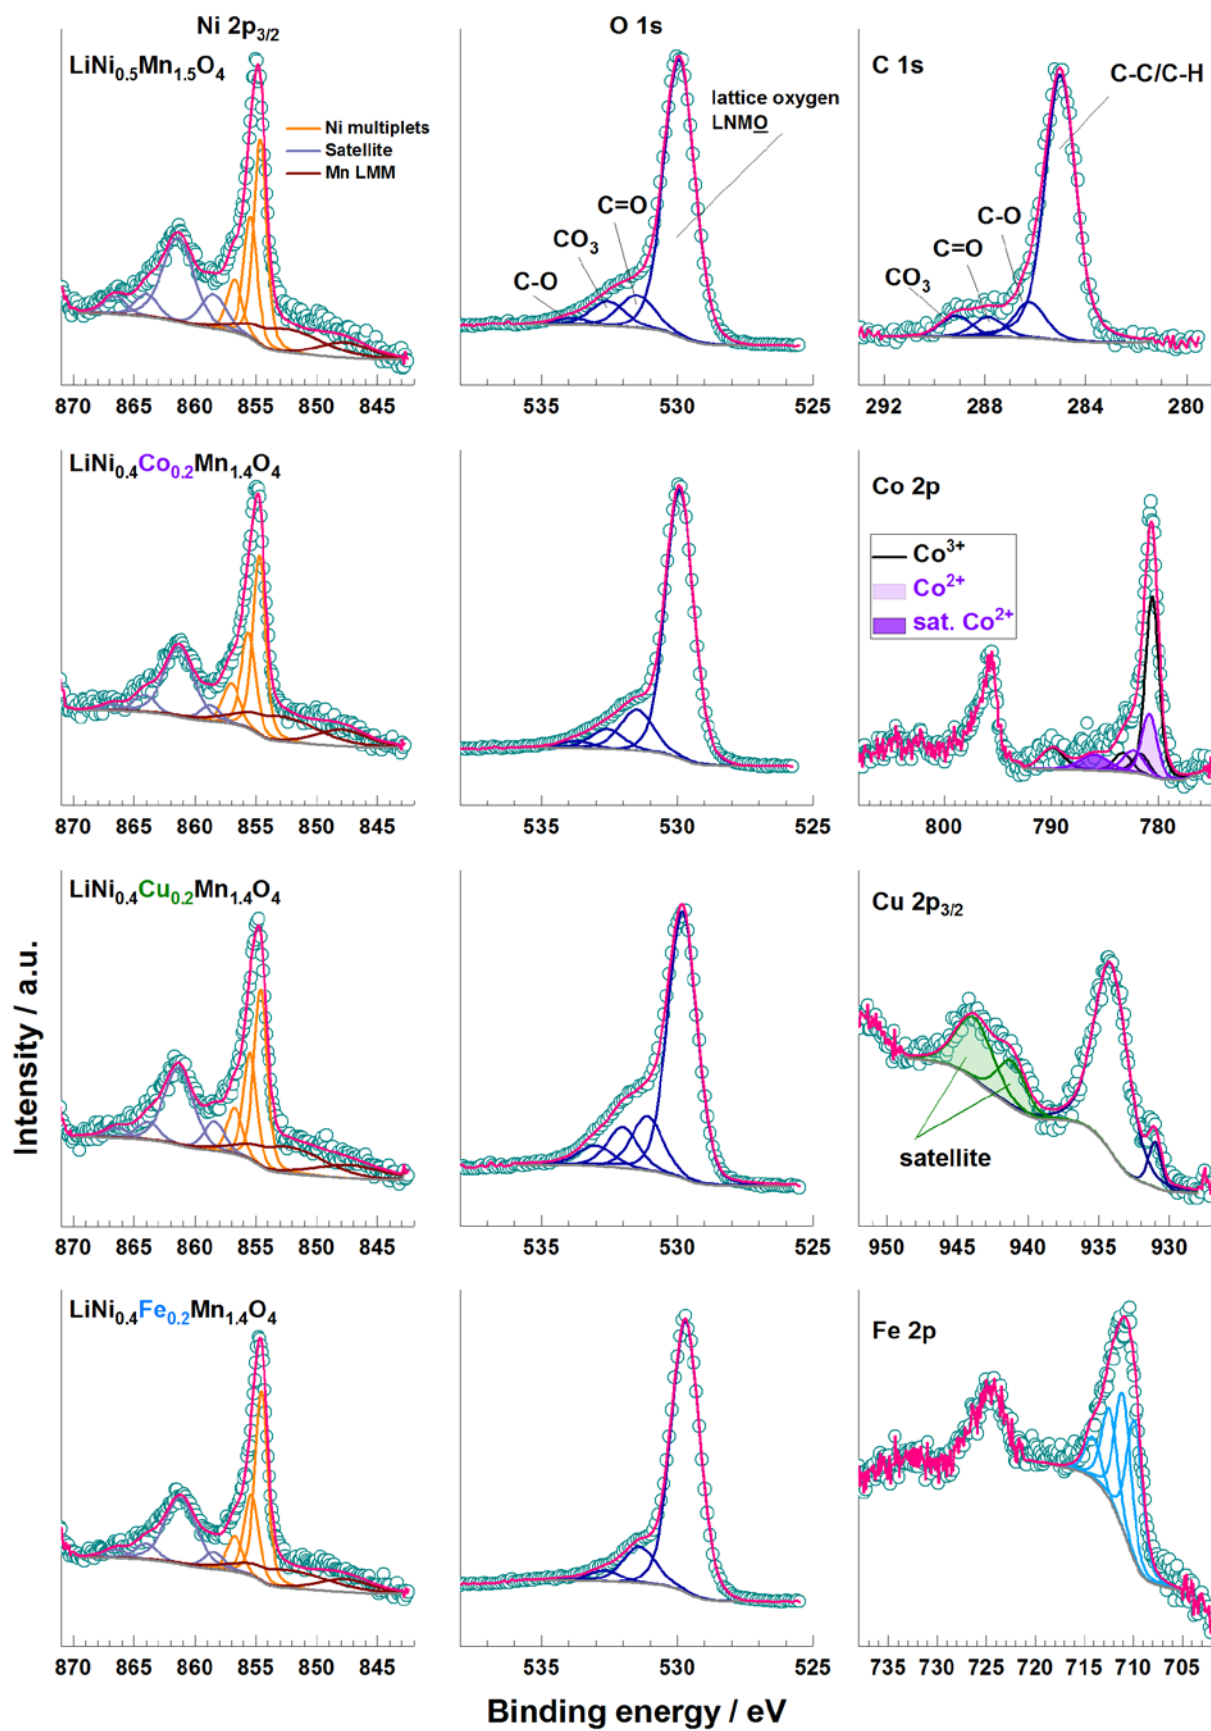 Ni 2p₃/₂
O 1s
LiNi₀.₅Mn₁.₅O₄
C 1s
C-C/C-H
lattice oxygen
LNMO
Ni multiplets
Satellite
Mn LMM
C=O
CO₃
C-O
C-O
C=O
CO₃
870 865 860 855 850 845
535 530 525
292 288 284 280
LiNi₀.₄Co₀.₂Mn₁.₄O₄
Co 2p
Co³⁺
Co²⁺
sat. Co²⁺
870 865 860 855 850 845
535 530 525
800 790 780
LiNi₀.₄Cu₀.₂Mn₁.₄O₄
Cu 2p₃/₂
satellite
870 865 860 855 850 845
535 530 525
950 945 940 935 930
LiNi₀.₄Fe₀.₂Mn₁.₄O₄
Fe 2p
870 865 860 855 850 845
535 530 525
735 730 725 720 715 710 705
Intensity / a.u.
Binding energy / eV